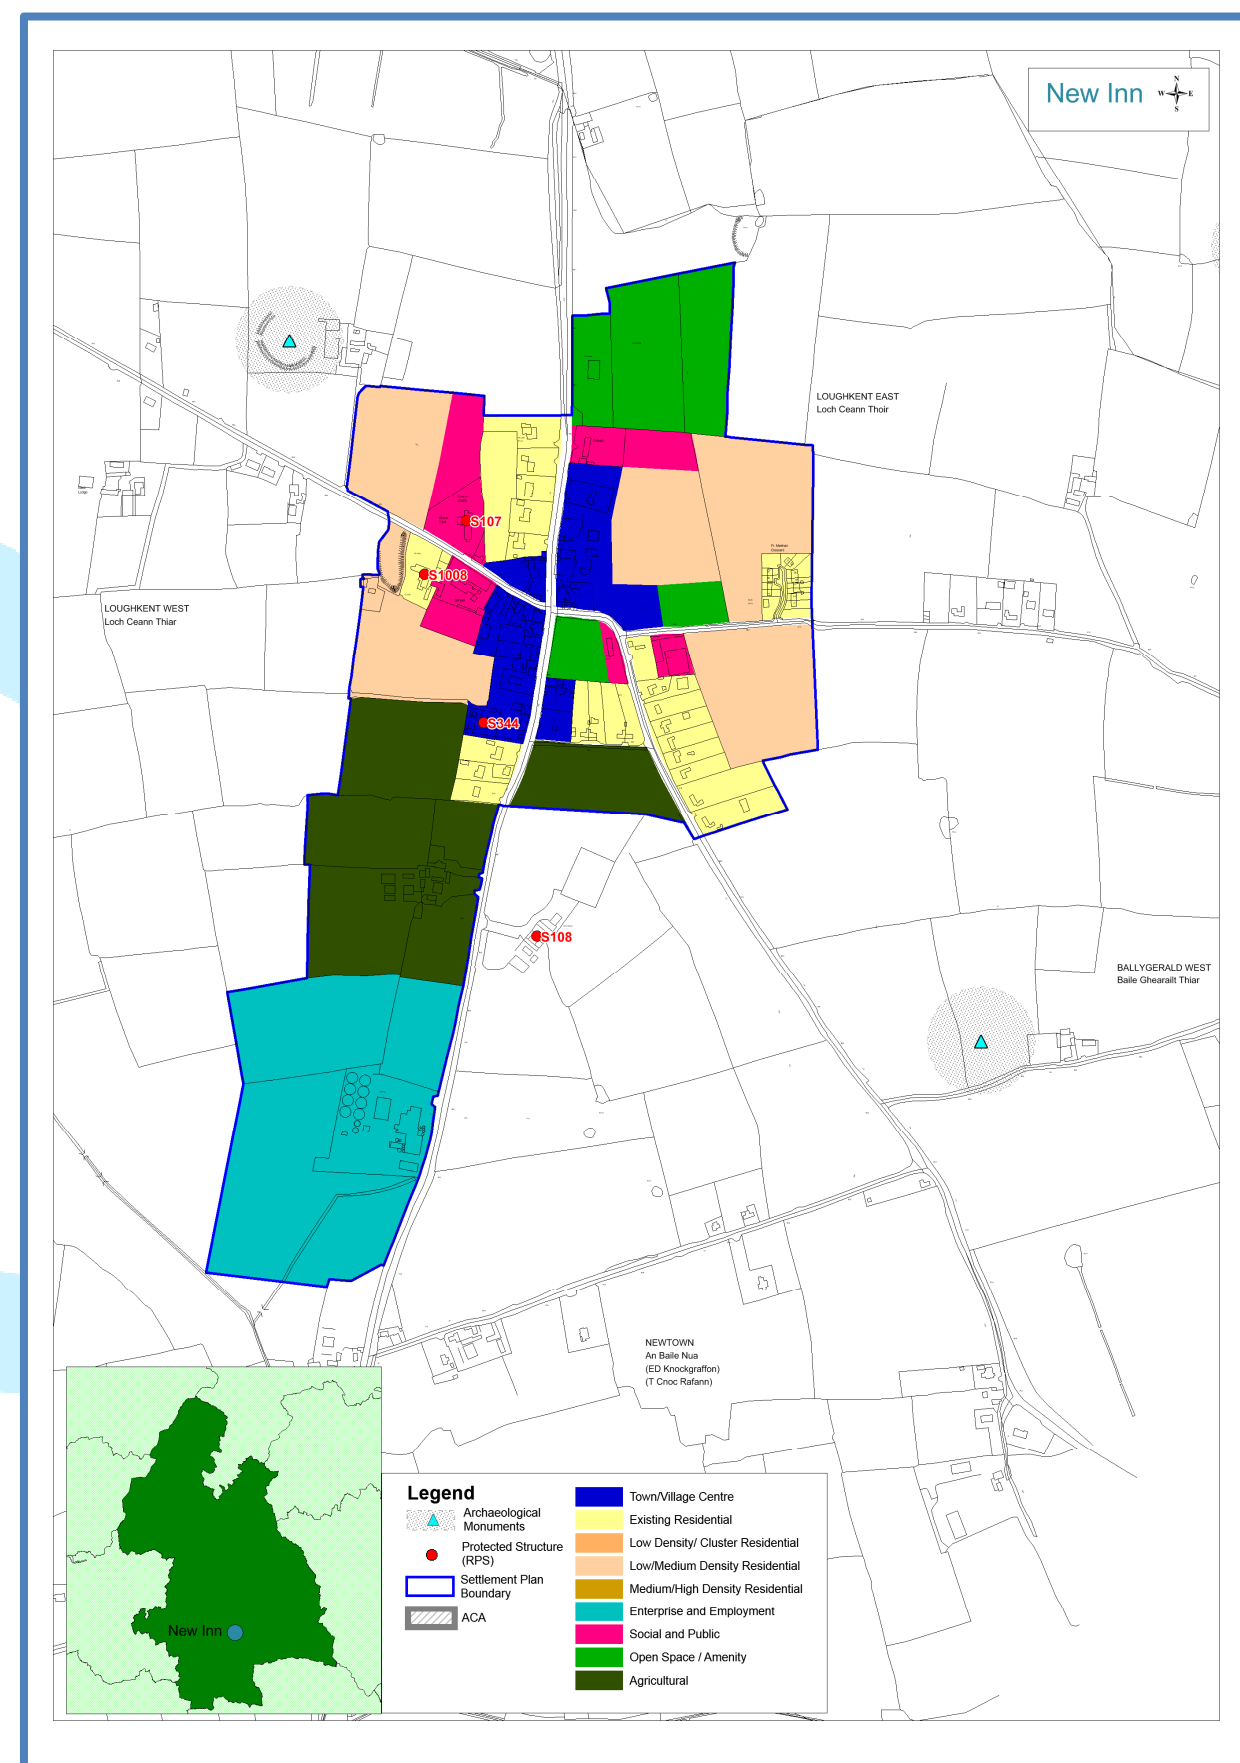 New Inn
N
W E
S
LOUGHKENT EAST
Loch Ceann Thoir
S107
S1008
LOUGHKENT WEST
Loch Ceann Thiar
S344
S108
BALLYGERALD WEST
Baile Ghearailt Thiar
NEWTOWN
An Baile Nua
(ED Knockgraffon)
(T Cnoc Rafann)
New Inn
Legend
Archaeological
Monuments
Protected Structure
(RPS)
Settlement Plan
Boundary
ACA
Town/Village Centre
Existing Residential
Low Density/ Cluster Residential
Low/Medium Density Residential
Medium/High Density Residential
Enterprise and Employment
Social and Public
Open Space / Amenity
Agricultural